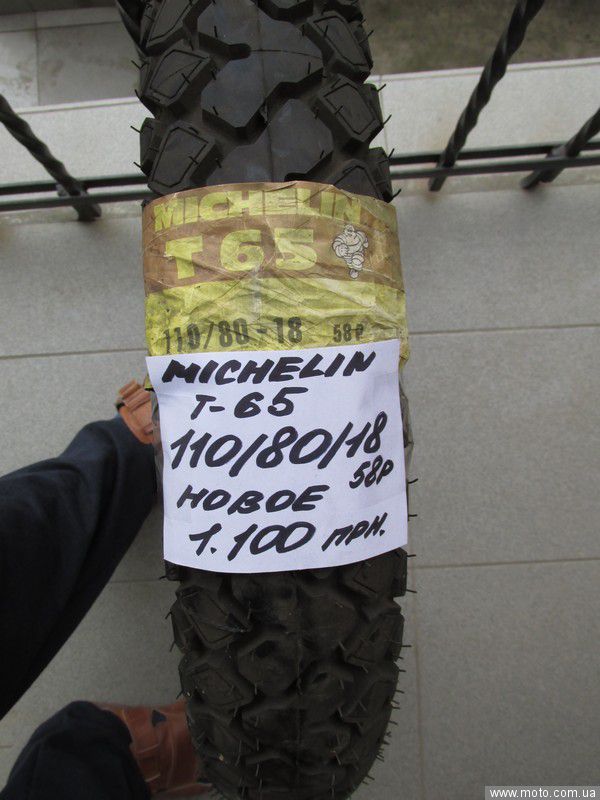 MICHELIN
T65
110/80-18 58P
MICHELIN
T-65
110/80/18
58P
НОВОЕ
1.100 ГРН.
www.moto.com.ua